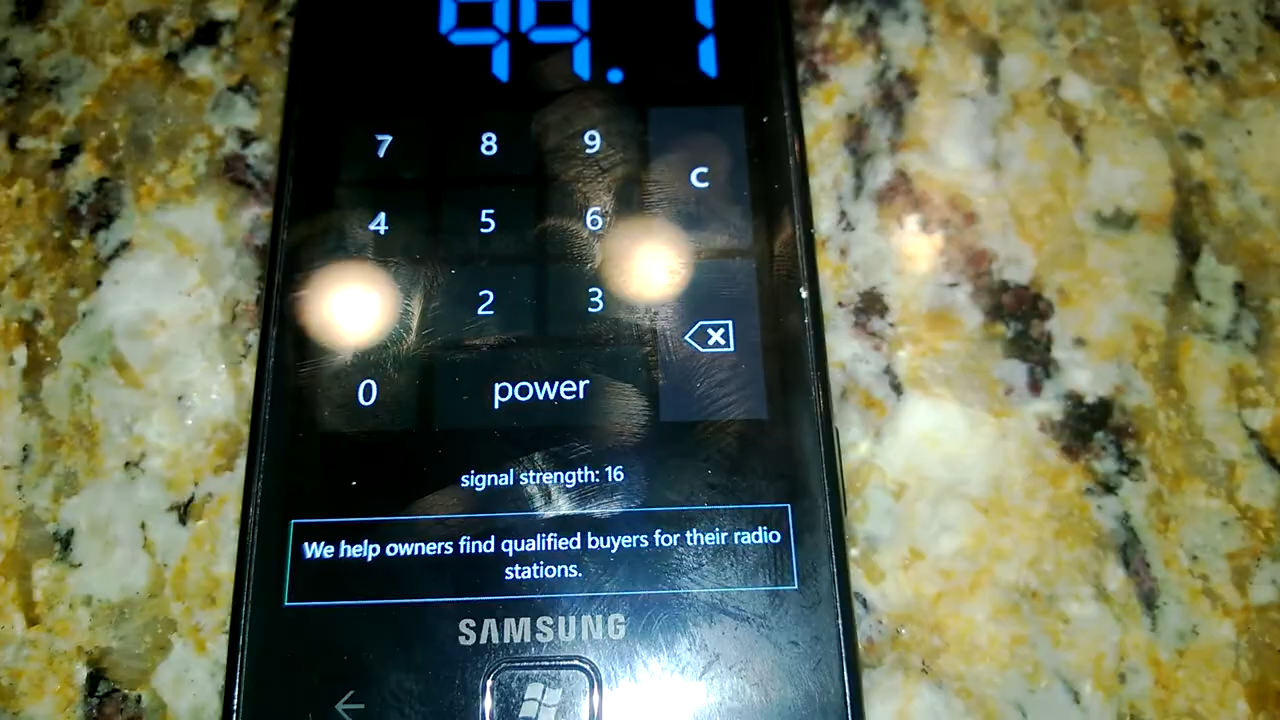 99.1
7 8 9 C
4 5 6
2 3
0 power
signal strength: 16
We help owners find qualified buyers for their radio
stations.
SAMSUNG